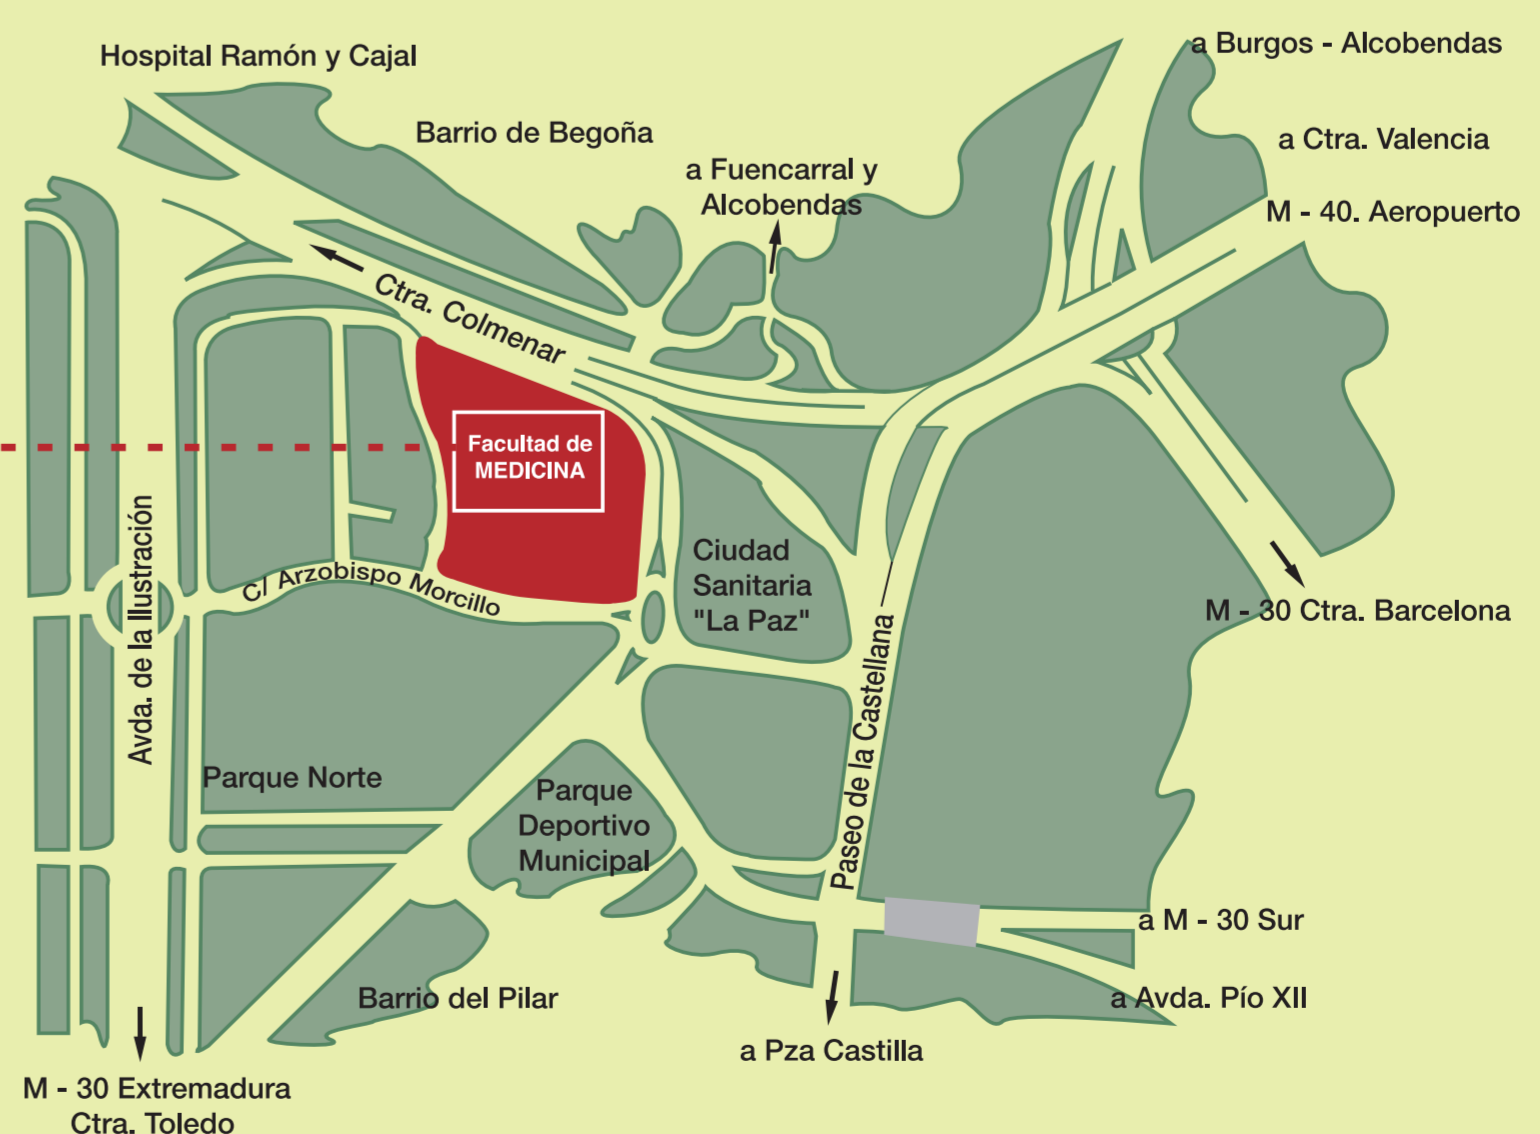 Hospital Ramón y Cajal
a Burgos - Alcobendas
Barrio de Begoña
a Ctra. Valencia
a Fuencarral y
Alcobendas
M - 40. Aeropuerto
Ctra. Colmenar
Facultad de
MEDICINA
Avda. de la Ilustración
C/ Arzobispo Morcillo
Ciudad
Sanitaria
"La Paz"
M - 30 Ctra. Barcelona
Paseo de la Castellana
Parque Norte
Parque
Deportivo
Municipal
a M - 30 Sur
Barrio del Pilar
a Avda. Pío XII
a Pza Castilla
M - 30 Extremadura
Ctra. Toledo